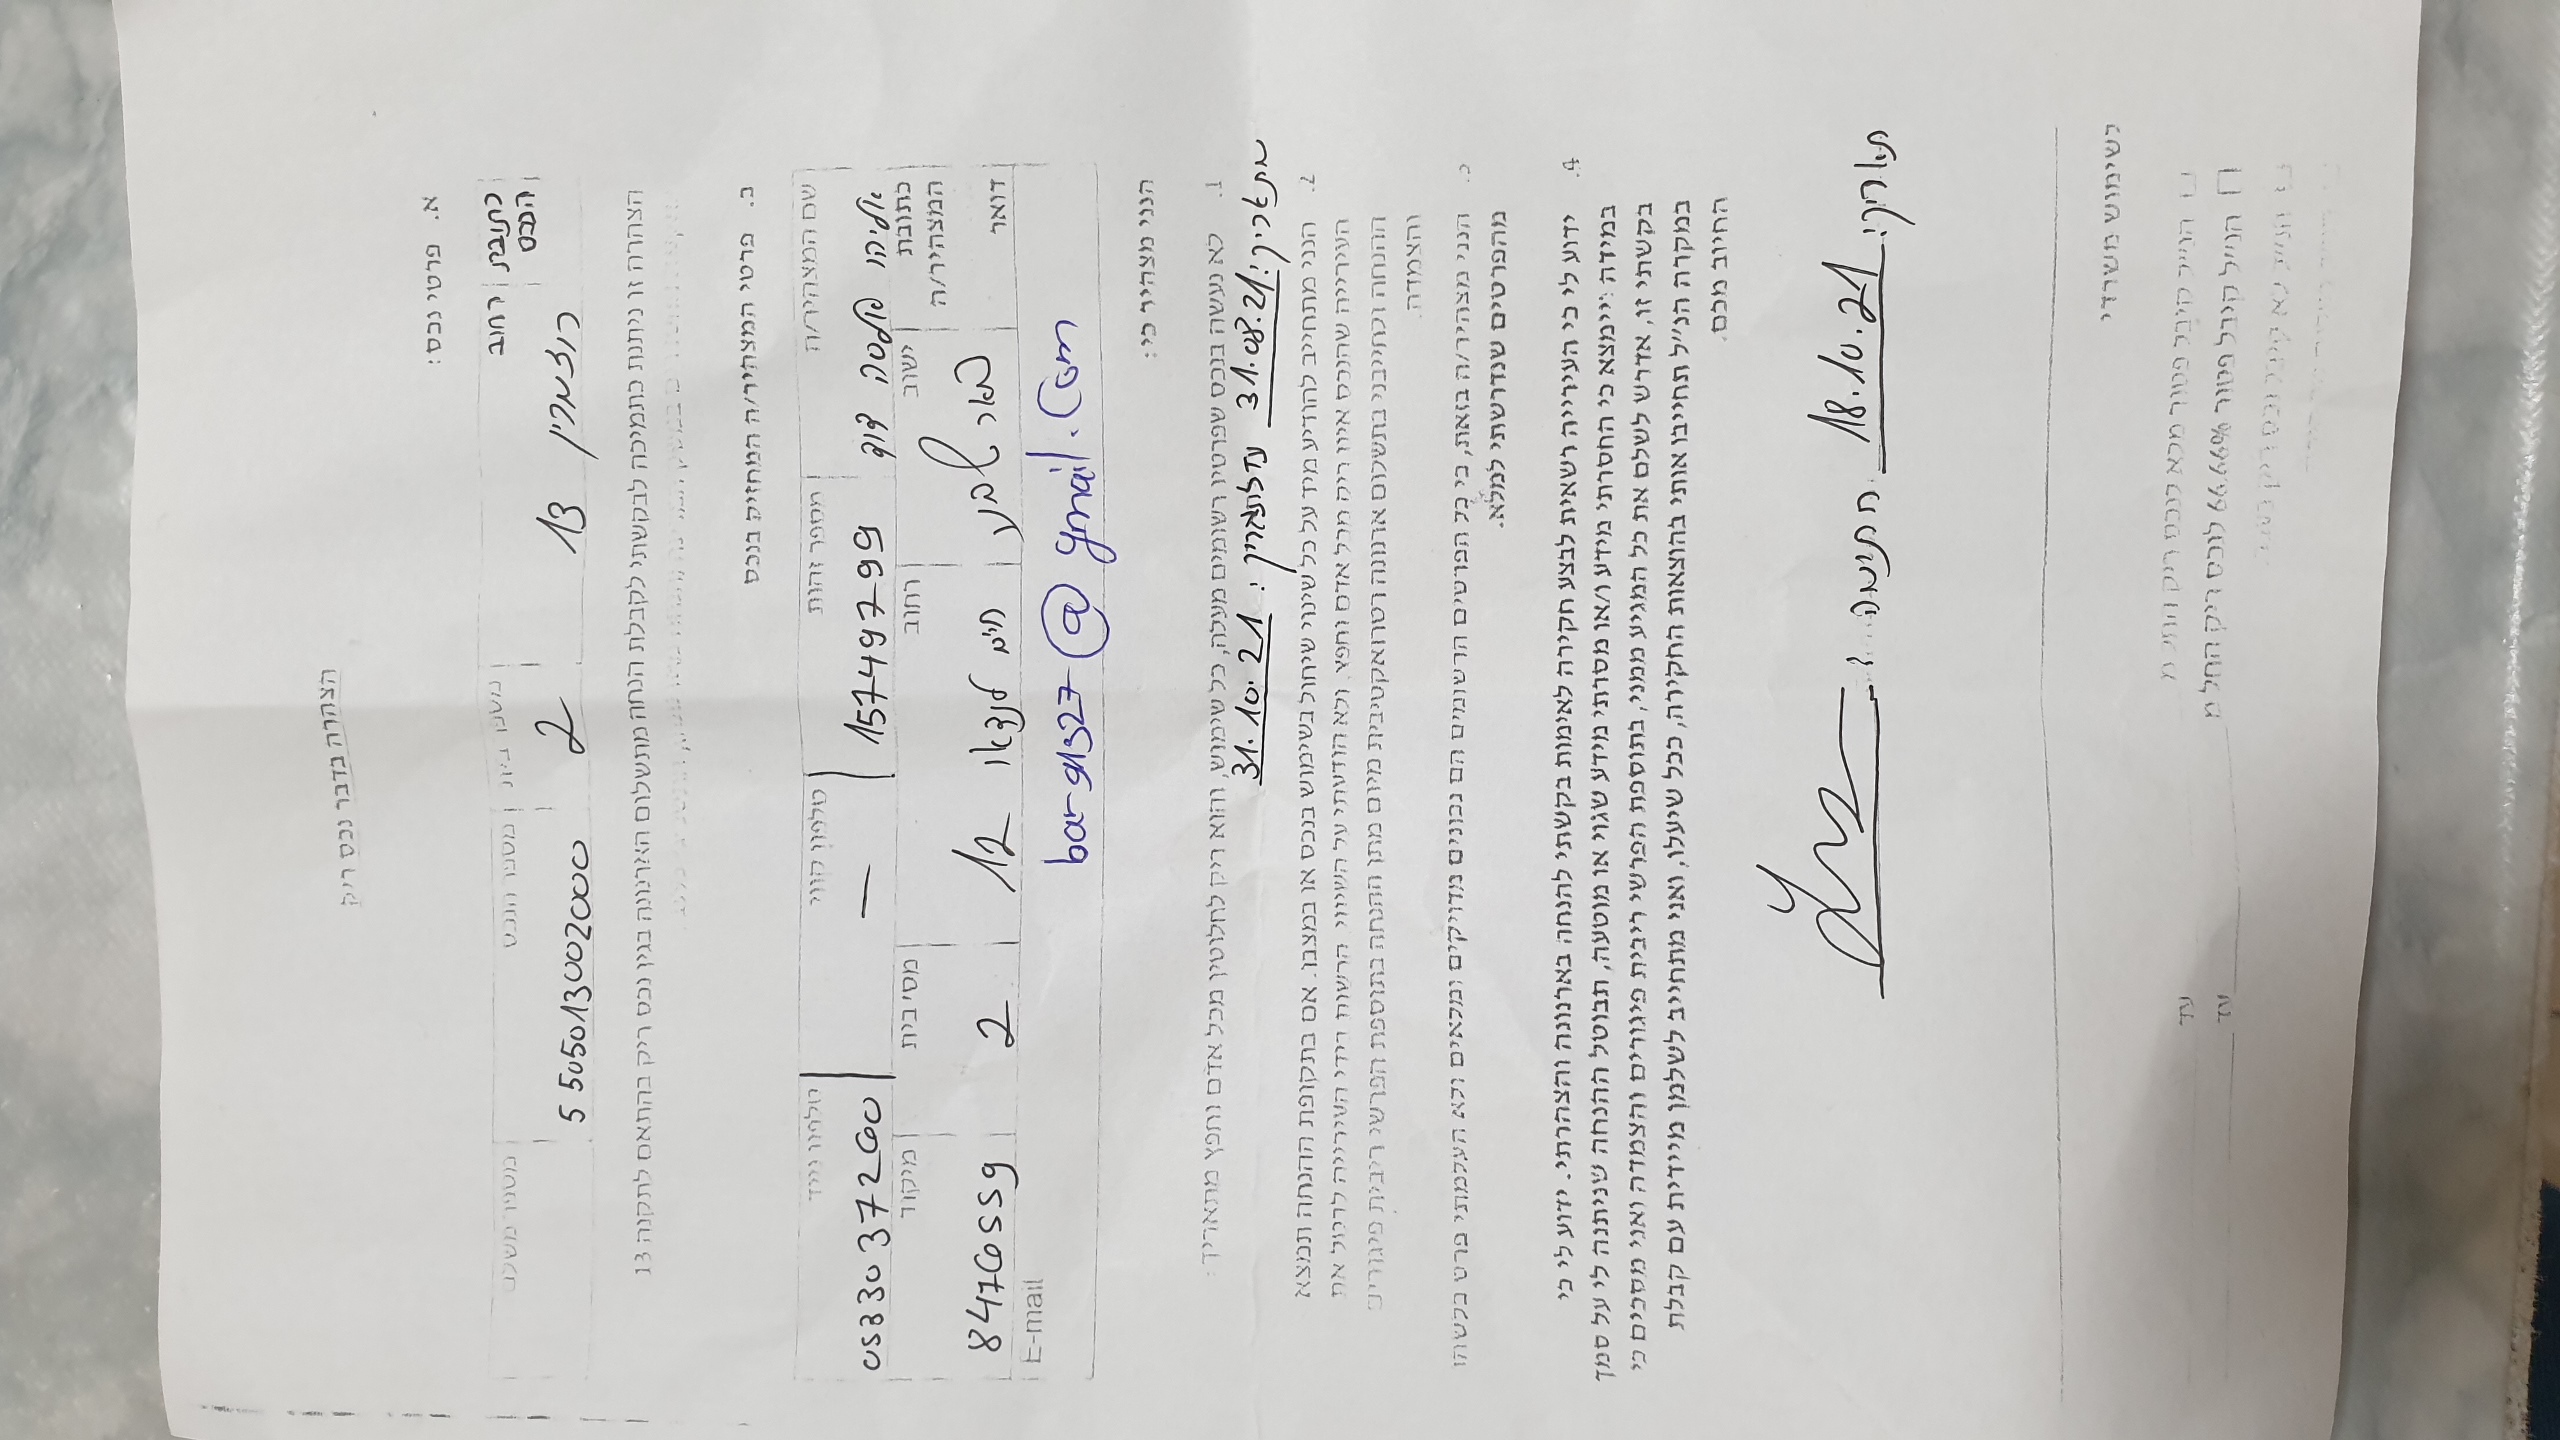 הצהרה בדבר נכס ריק
א. פרטי נכס:
כתובת הנכס רחוב מספר בית מספר הנכס מספר משלם
רוזמרין 13 2 5505013002000
הצהרה זו ניתנת כתמיכה לבקשתי לקבלת הנחה מתשלום הארנונה בגין נכס ריק בהתאם לתקנה 13
ב. פרטי המצהיר/ה המחזיק בנכס
שם המצהיר/ה מספר זהות טלפון קווי טלפון נייד
אליהו דוד 157497799 — 0533037260
כתובת ישוב רחוב מס' בית מיקוד
המצהיר/ה
דואר באר שבע חיים לנדאו 12 2 8476559
E-mail
bar91327@gmail.com
הנני מצהיר כי:
1. לא נעשה בנכס שפרטיו רשומים מעלה, כל שימוש, והוא ריק לחלוטין מכל אדם וחפץ מתאריך:
מתאריך: 31.08.21 עד לתאריך: 31.10.21
2. הנני מתחייב להודיע מיד על כל שינוי שיחול בשימוש בנכס או במצבו. אם בתקופת ההנחה תמצא
העירייה שהנכס אינו ריק מכל אדם וחפץ, ולא הודעתי על השינוי הרשות בידי העירייה לבטל את
ההנחה ולחייבני בתשלום ארנונה רטרואקטיבית מיום מתן ההנחה בתוספת הפרשי ריבית פיגורים
והצמדה.
3. הנני מצהיר/ה בזאת, כי כל הפרטים הרשומים הם נכונים מדויקים ומלאים ולא העלמתי פרט כלשהו
מהפרטים שנדרשתי למלא.
4. ידוע לי כי העירייה רשאית לבצע חקירה לאימות בקשתי להנחה בארנונה והצהרתי. ידוע לי כי
במידה ויימצא כי החסרתי מידע ו/או מסרתי מידע שגוי או מוטעה, תבוטל ההנחה שניתנה לי על סמך
בקשתי זו, אדרש לשלם את כל המגיע ממני, בתוספת הפרשי ריבית פיגורים והצמדה ואני מסכים כי
במקרה הנ״ל תחייבו אותי בהוצאות החקירה, ככל שיעלו, ואני מתחייב לשלמן מיידית עם קבלת
החיוב מכם.
תאריך: 18.10.21 חתימה:
לשימוש משרדי
הנ״ל קיבל פטור מלא לנכס ריק החל מ עד
הנ״ל קיבל פטור 66.66% לנכס ריק החל מ עד
הנ״ל לא קיבל נכס ריק בעבר.